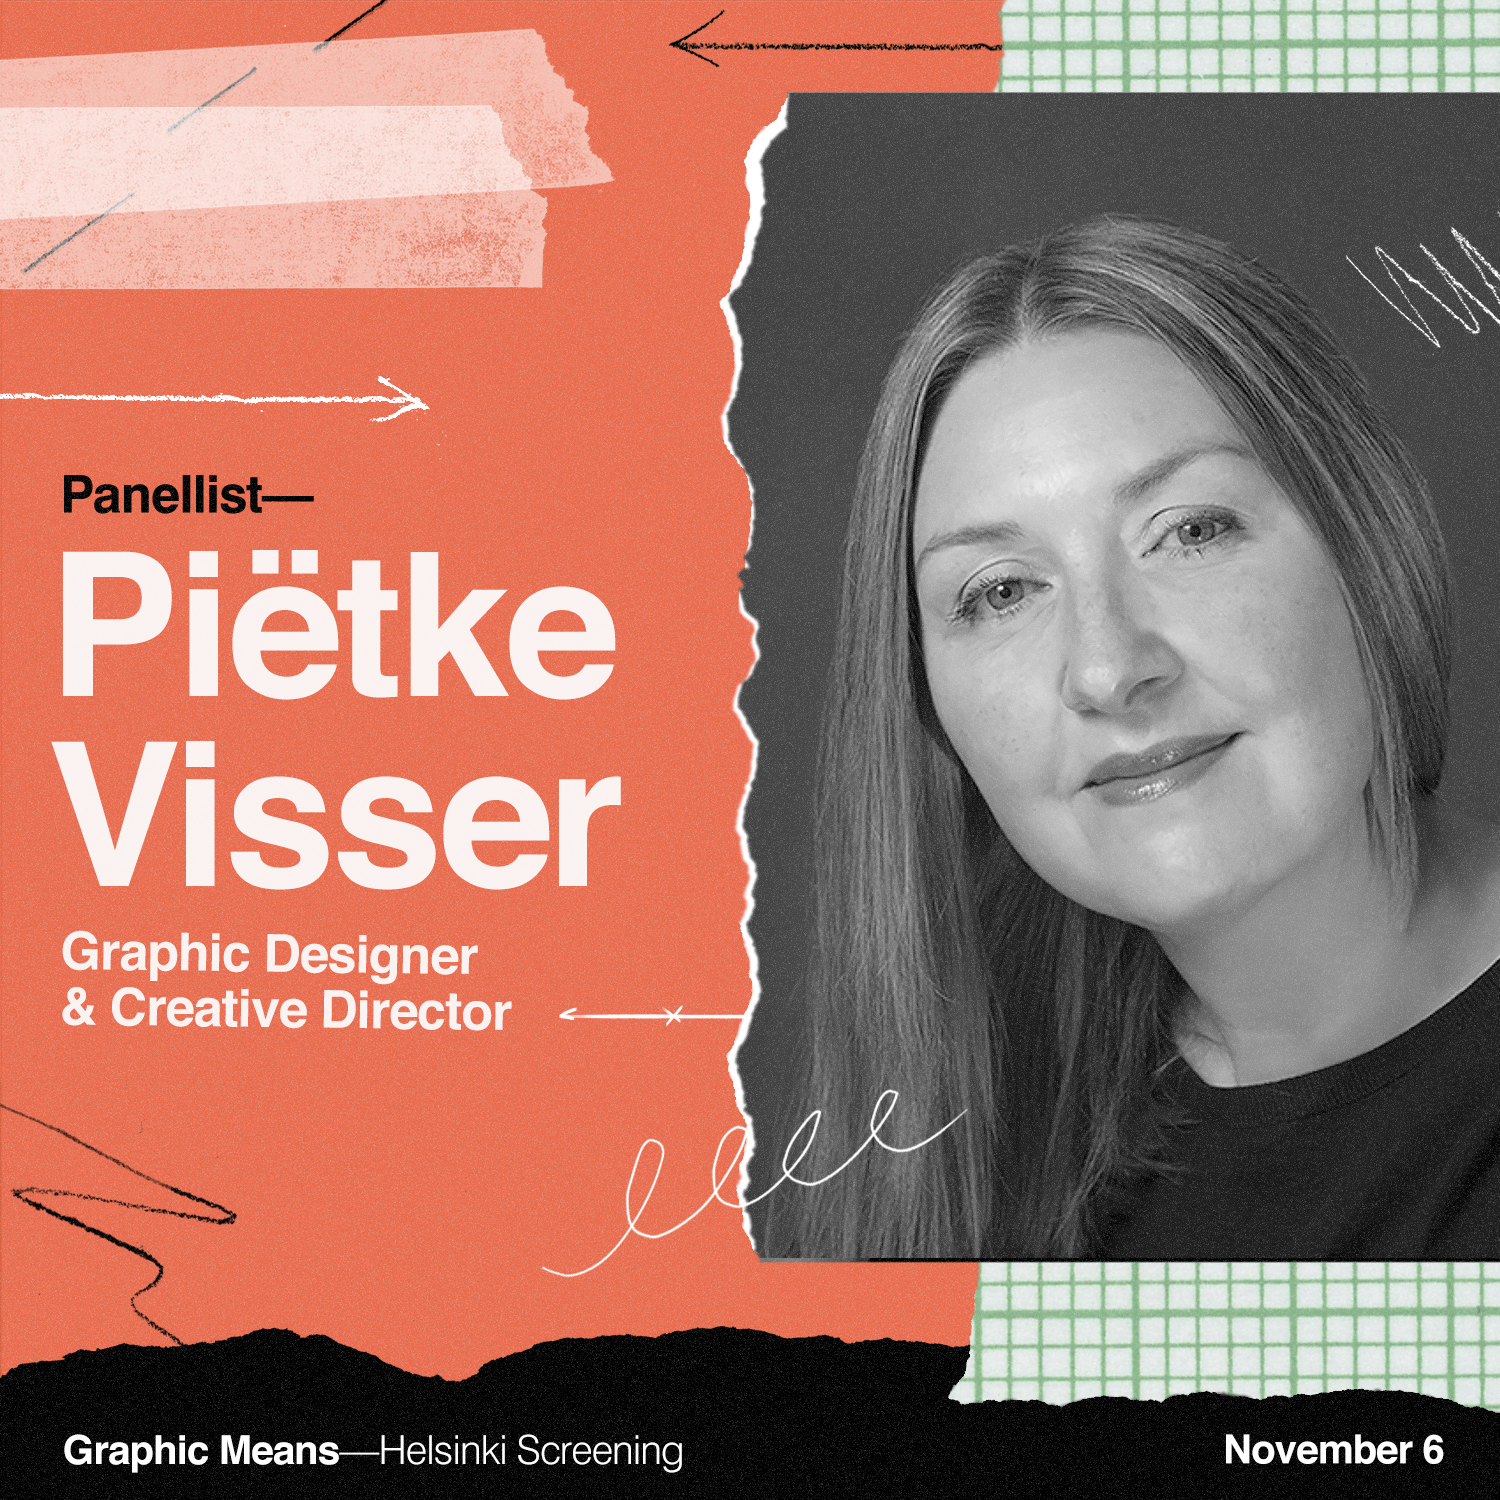 Panellist—
Piëtke
Visser
Graphic Designer
& Creative Director
Graphic Means—Helsinki Screening
November 6